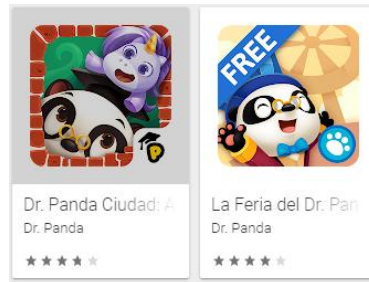 FREE
Dr. Panda Ciudad: A
Dr. Panda
La Feria del Dr. Pan
Dr. Panda